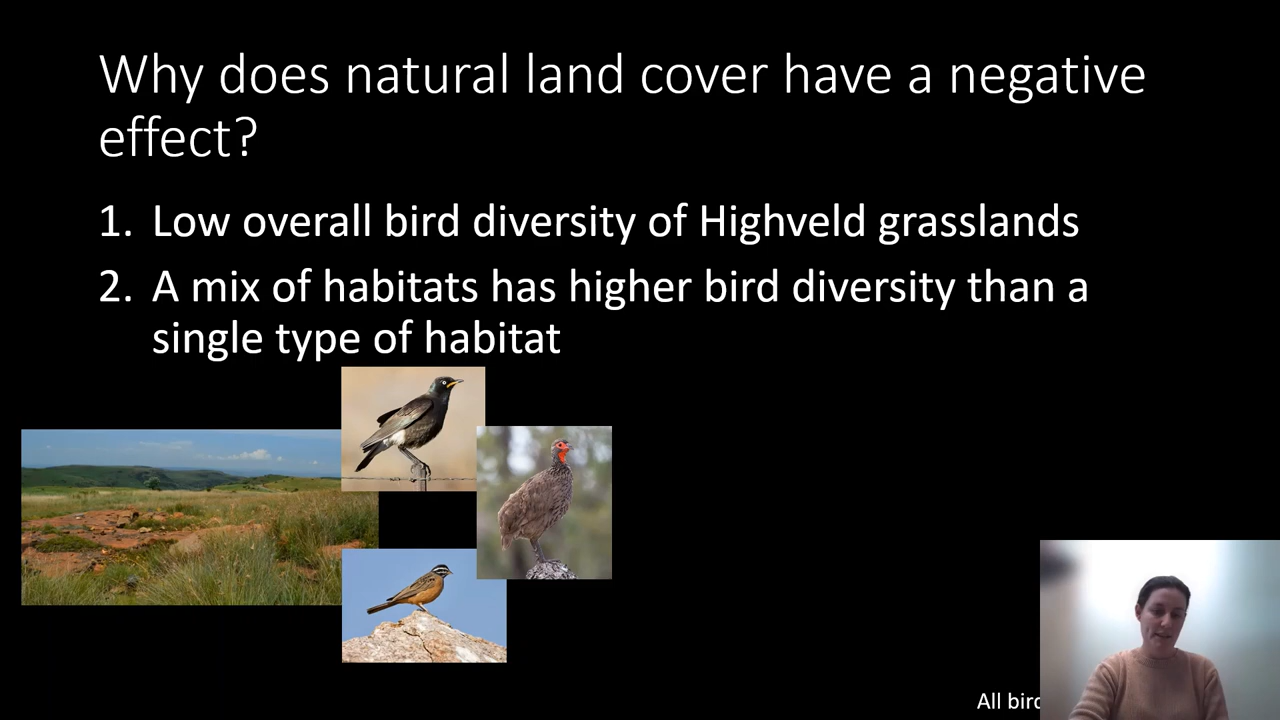 Why does natural land cover have a negative
effect?
1. Low overall bird diversity of Highveld grasslands
2. A mix of habitats has higher bird diversity than a
single type of habitat
All